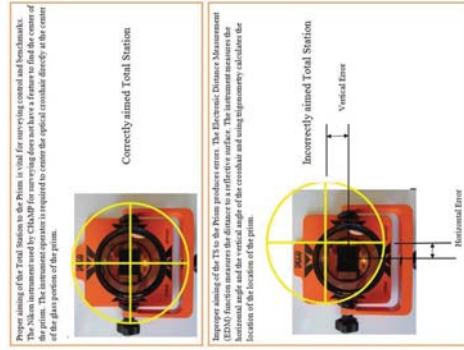 Proper aiming of the Total Station to the Prism is vital for surveying control and benchmarks.
The Nikon instrument used by CHaMP for surveying does not have a feature to find the center of
the prism. The instrument operator is required to center the optical crosshair directly at the center
of the glass portion of the prism.
Correctly aimed Total Station
Improper aiming of the TS to the Prism produces errors. The Electronic Distance Measurement
(EDM) function measures the distance to a reflective surface. The instrument measures the
horizontal angle and the vertical angle of the crosshair and using trigonometry calculates the
location of the location of the prism.
Incorrectly aimed Total Station
Vertical Error
Horizontal Error